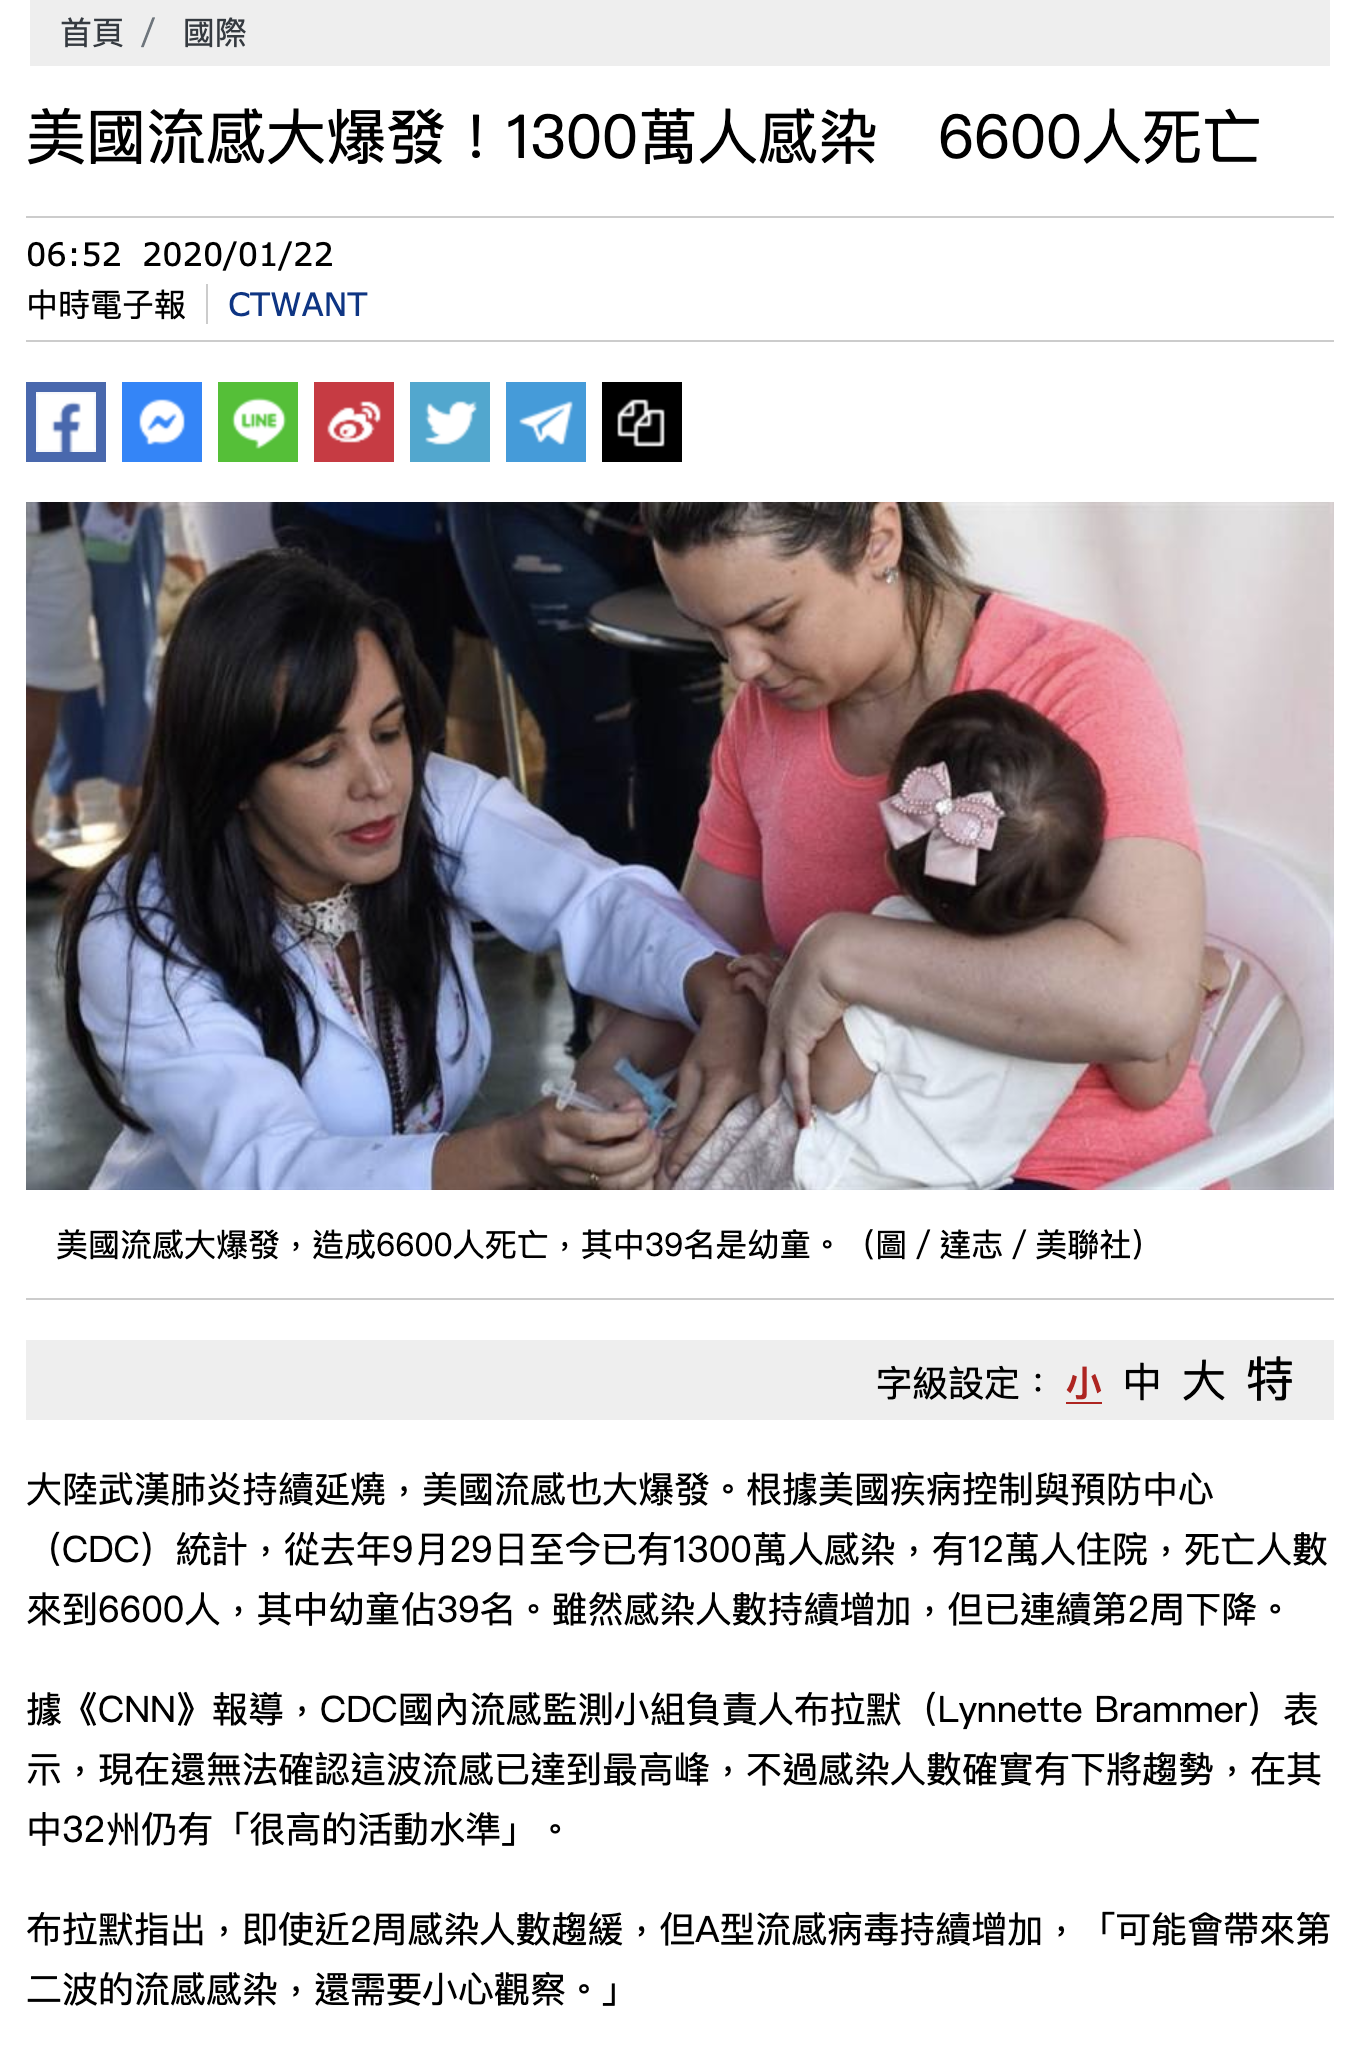 首頁 / 國際
美國流感大爆發！1300萬人感染　6600人死亡
06:52 2020/01/22
中時電子報 CTWANT
LINE
美國流感大爆發，造成6600人死亡，其中39名是幼童。（圖／達志／美聯社）
字級設定：小 中 大 特
大陸武漢肺炎持續延燒，美國流感也大爆發。根據美國疾病控制與預防中心
（CDC）統計，從去年9月29日至今已有1300萬人感染，有12萬人住院，死亡人數
來到6600人，其中幼童佔39名。雖然感染人數持續增加，但已連續第2周下降。
據《CNN》報導，CDC國內流感監測小組負責人布拉默（Lynnette Brammer）表
示，現在還無法確認這波流感已達到最高峰，不過感染人數確實有下將趨勢，在其
中32州仍有「很高的活動水準」。
布拉默指出，即使近2周感染人數趨緩，但A型流感病毒持續增加，「可能會帶來第
二波的流感感染，還需要小心觀察。」